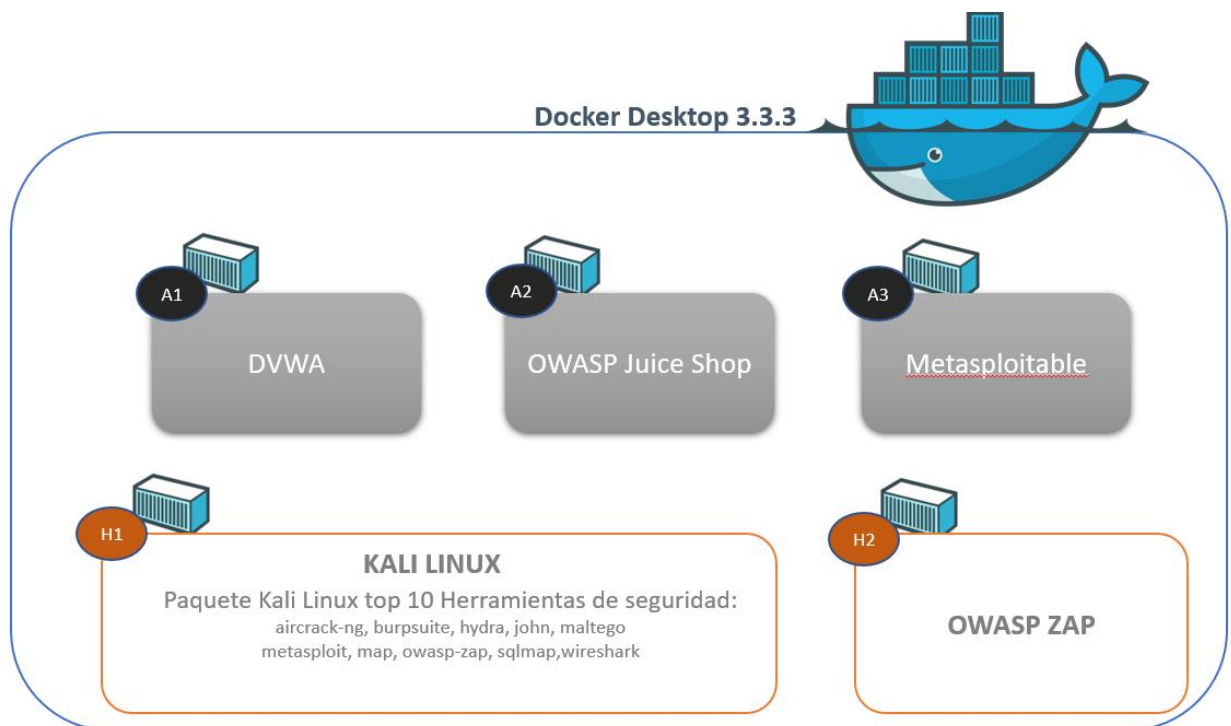 Docker Desktop 3.3.3
A1
DVWA
A2
OWASP Juice Shop
A3
Metasploitable
H1
KALI LINUX
Paquete Kali Linux top 10 Herramientas de seguridad:
aircrack-ng, burpsuite, hydra, john, maltego
metasploit, map, owasp-zap, sqlmap,wireshark
H2
OWASP ZAP